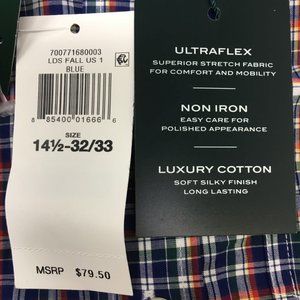 700771680003
LDS FALL US 1
BLUE
8 85400 01666 6
SIZE
14½-32/33
MSRP $79.50
ULTRAFLEX
SUPERIOR STRETCH FABRIC
FOR COMFORT AND MOBILITY
NON IRON
EASY CARE FOR
POLISHED APPEARANCE
LUXURY COTTON
SOFT SILKY FINISH
LONG LASTING